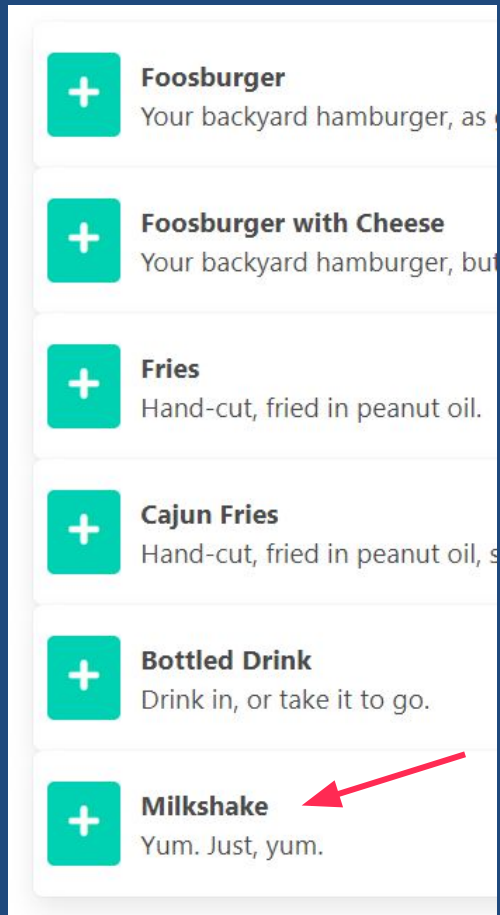 Foosburger
Your backyard hamburger, as
Foosburger with Cheese
Your backyard hamburger, but
Fries
Hand-cut, fried in peanut oil.
Cajun Fries
Hand-cut, fried in peanut oil,
Bottled Drink
Drink in, or take it to go.
Milkshake
Yum. Just, yum.